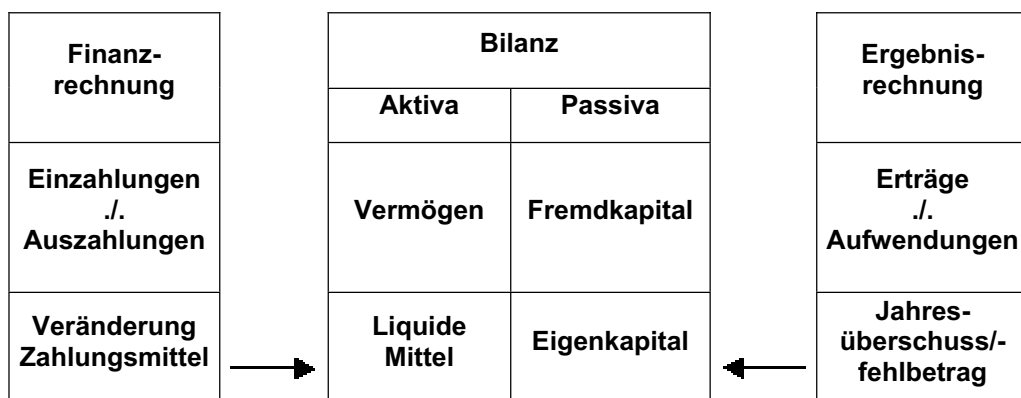 Finanz-
rechnung
Einzahlungen
./.
Auszahlungen
Veränderung
Zahlungsmittel
Bilanz
Aktiva
Passiva
Vermögen
Fremdkapital
Liquide
Mittel
Eigenkapital
Ergebnis-
rechnung
Erträge
./.
Aufwendungen
Jahres-
überschuss/-
fehlbetrag